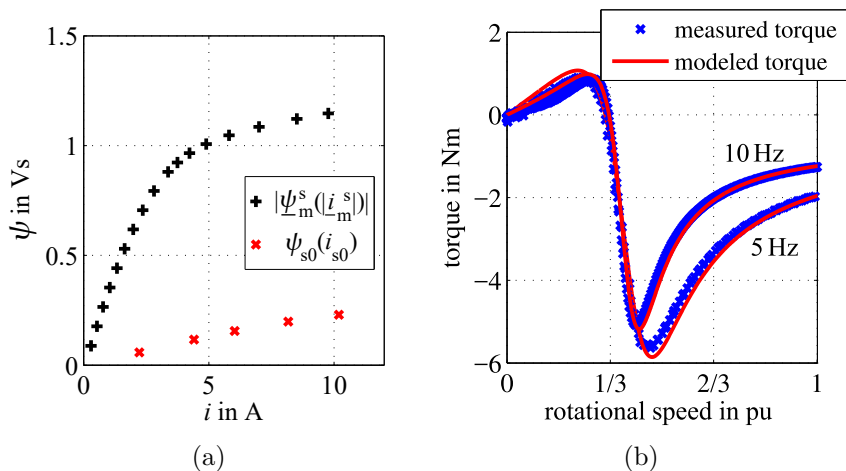 1.5
1
0.5
0
0
5
10
ψ in Vs
i in A
|ψ_m^s(|i_m^s|)|
ψ_s0(i_s0)
(a)
measured torque
modeled torque
2
0
−2
−4
−6
0
1/3
2/3
1
torque in Nm
rotational speed in pu
10 Hz
5 Hz
(b)